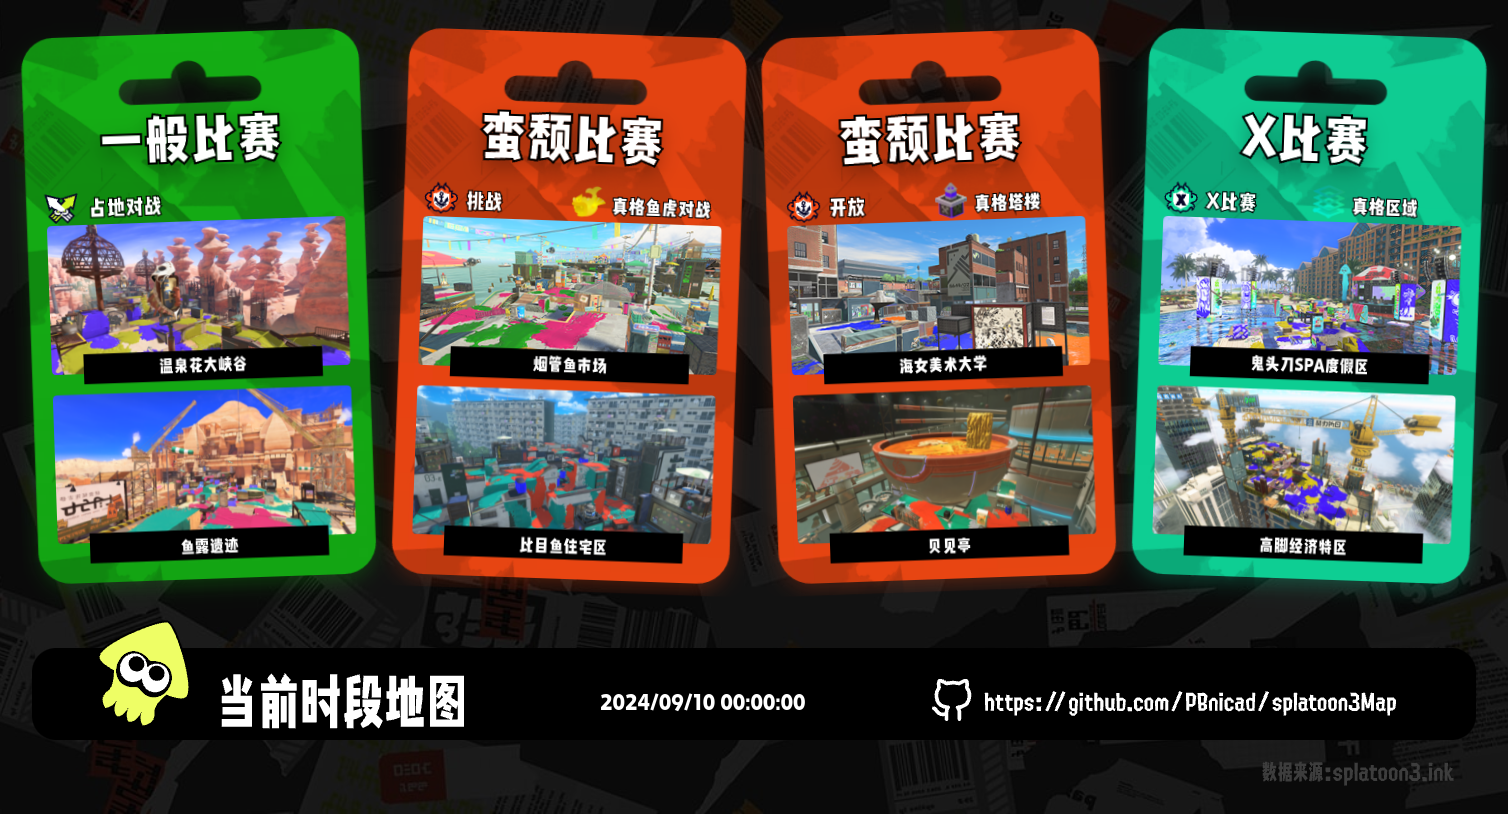 一般比赛
占地对战
温泉花大峡谷
鱼露遗迹
蛮颓比赛
挑战
真格鱼虎对战
烟管鱼市场
比目鱼住宅区
蛮颓比赛
开放
真格塔楼
海女美术大学
贝贝亭
X比赛
X比赛
真格区域
鬼头刀SPA度假区
高脚经济特区
当前时段地图
2024/09/10 00:00:00
https://github.com/PBnicad/splatoon3Map
数据来源:splatoon3.ink